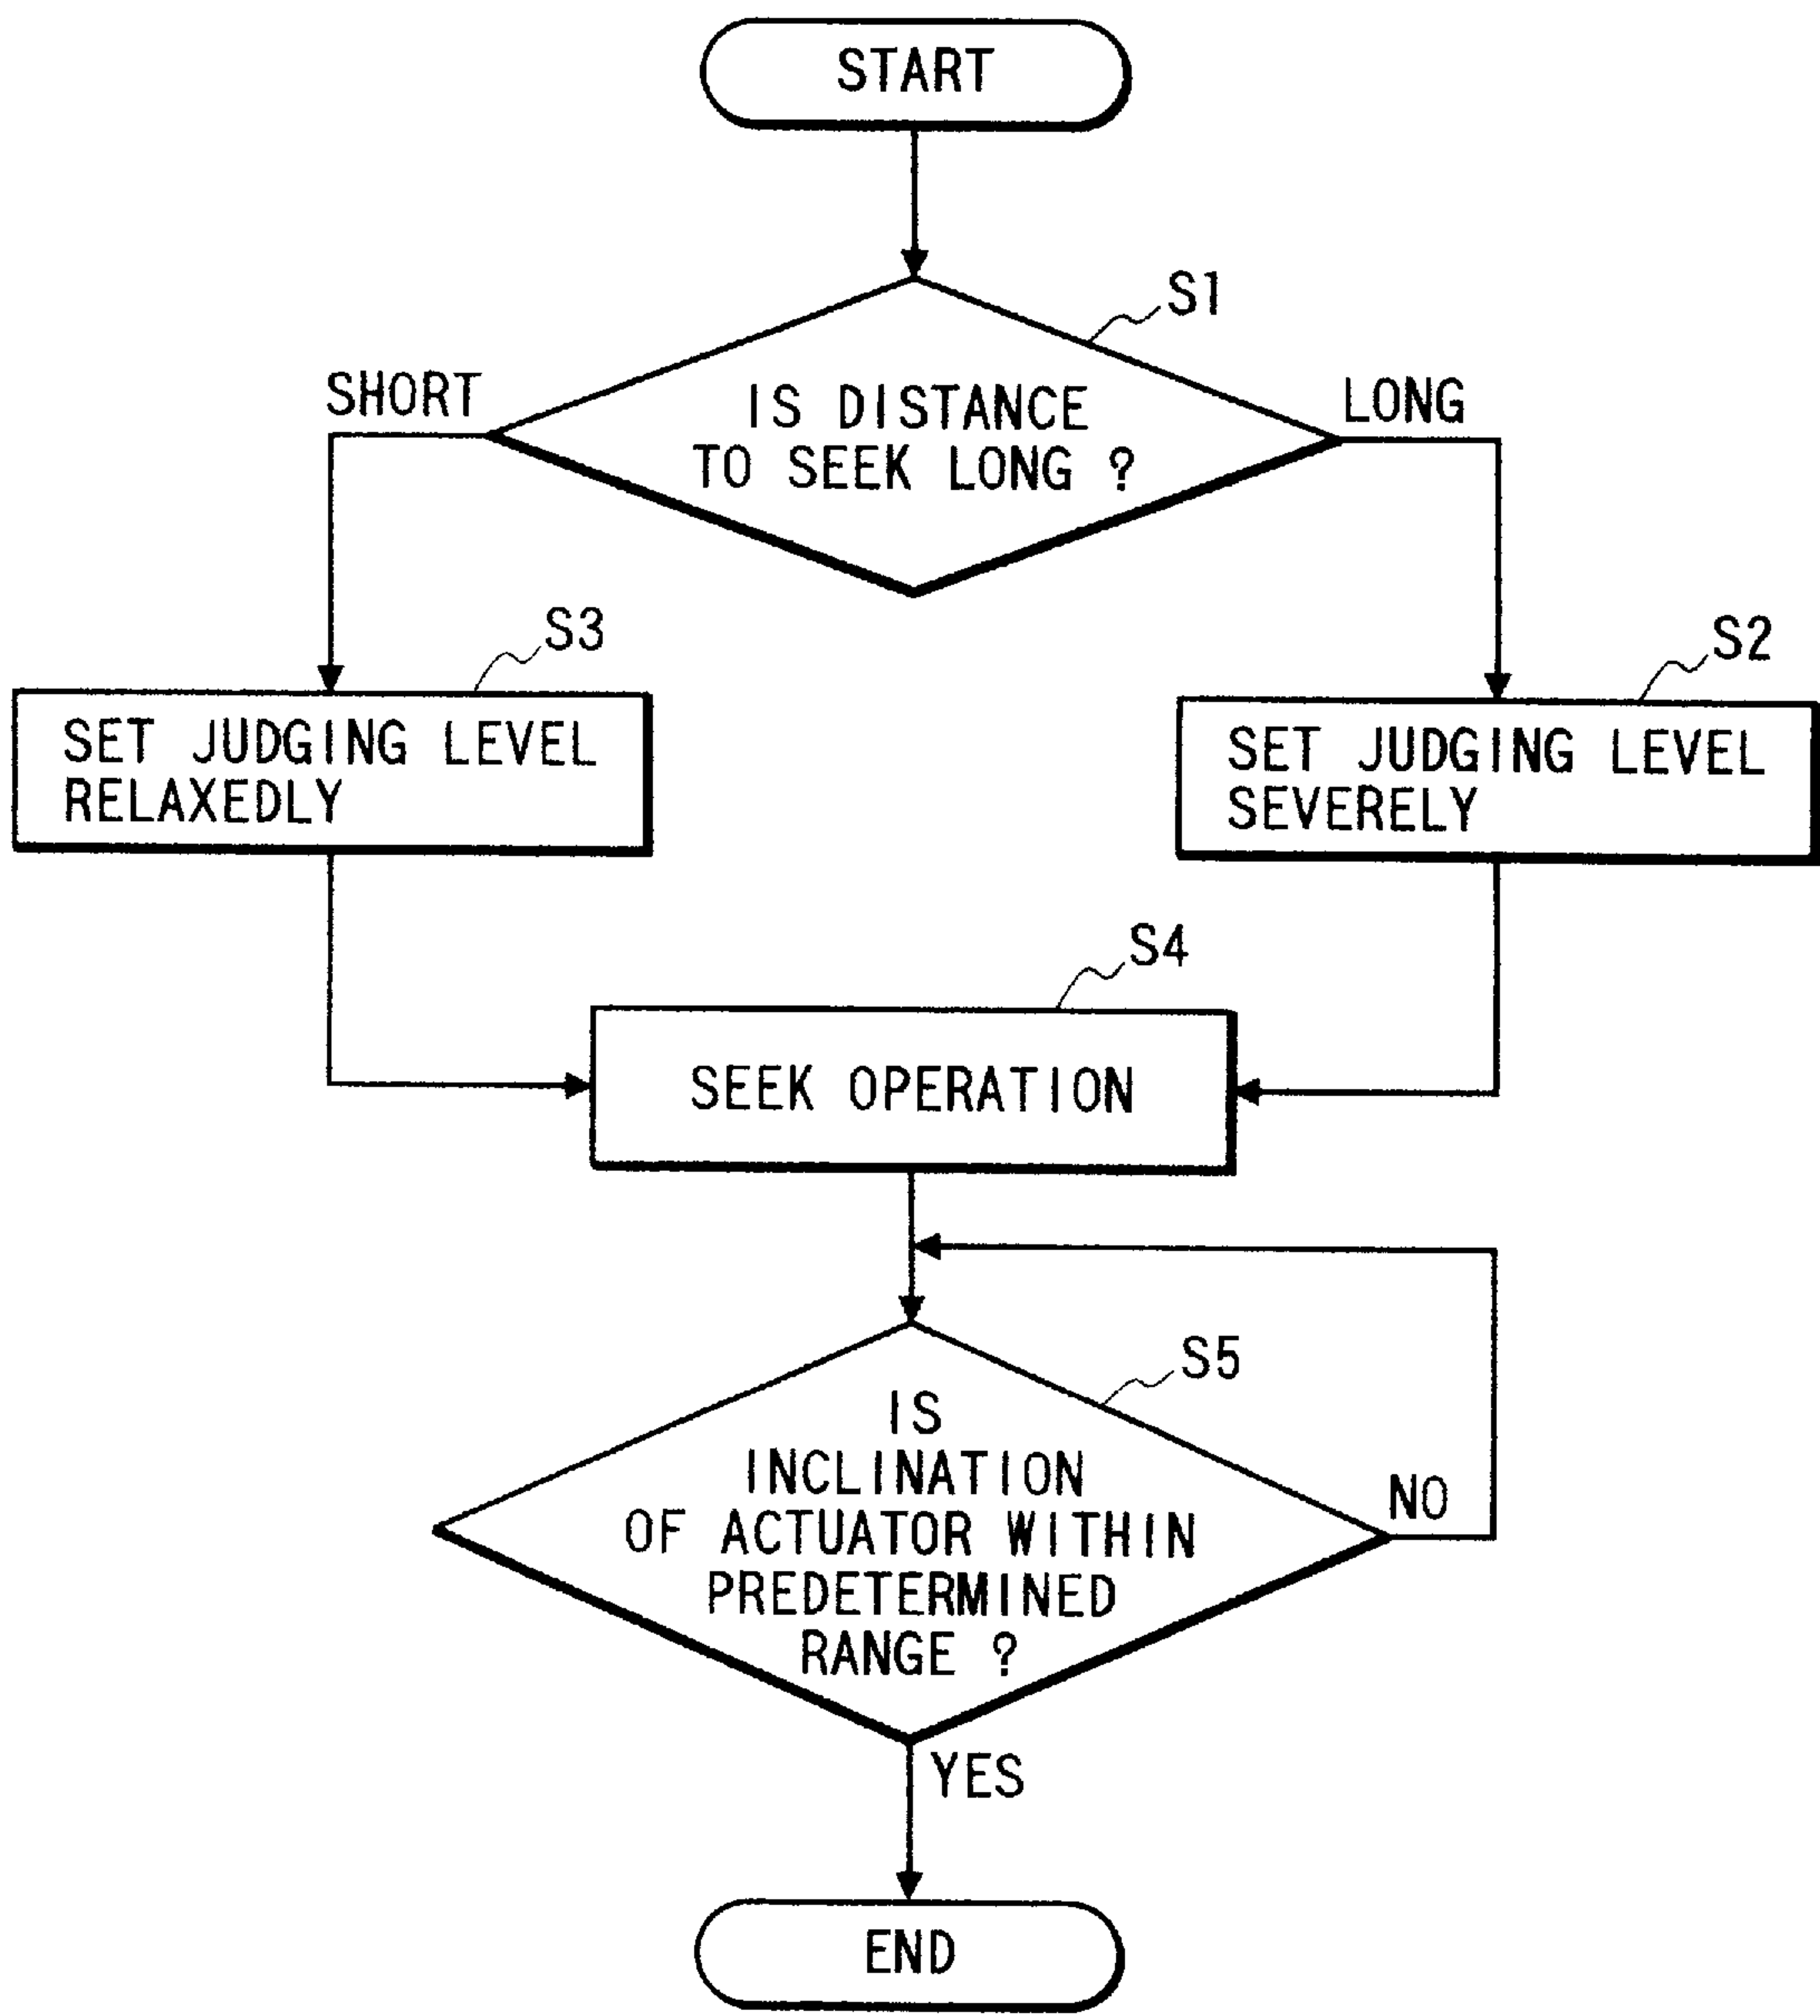 START
S1
SHORT
LONG
IS DISTANCE
TO SEEK LONG ?
S3
S2
SET JUDGING LEVEL
RELAXEDLY
SET JUDGING LEVEL
SEVERELY
S4
SEEK OPERATION
S5
IS
INCLINATION
OF ACTUATOR WITHIN
PREDETERMINED
RANGE ?
NO
YES
END